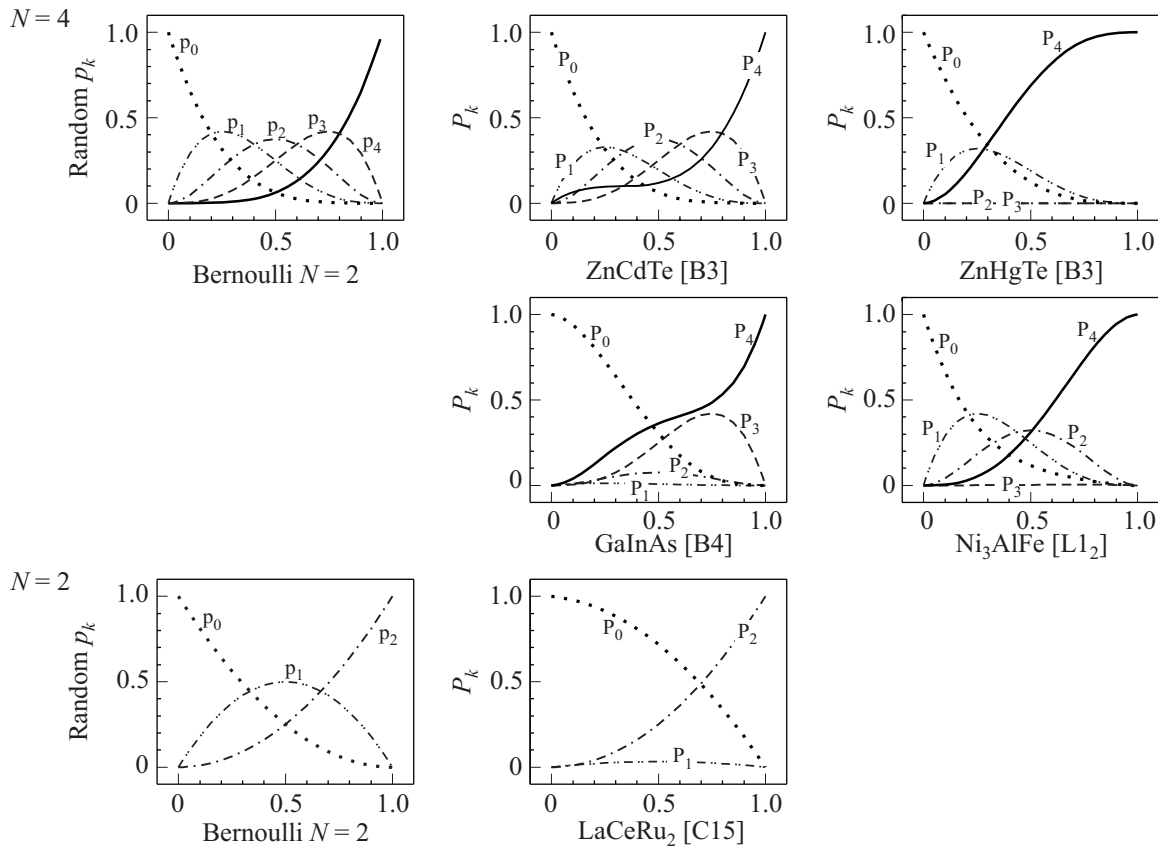 N = 4
Random pk
1.0
0.5
0
p0
p1
p2
p3
p4
0 0.5 1.0
Bernoulli N = 2
Pk
1.0
0.5
0
P0
P1
P2
P3
P4
0 0.5 1.0
ZnCdTe [B3]
Pk
1.0
0.5
0
P0
P1
P2 P3
P4
0 0.5 1.0
ZnHgTe [B3]
Pk
1.0
0.5
0
P0
P4
P3
P2
P1
0 0.5 1.0
GaInAs [B4]
Pk
1.0
0.5
0
P0
P4
P1
P2
P3
0 0.5 1.0
Ni3AlFe [L12]
N = 2
Random pk
1.0
0.5
0
p0
p1
p2
0 0.5 1.0
Bernoulli N = 2
Pk
1.0
0.5
0
P0
P2
P1
0 0.5 1.0
LaCeRu2 [C15]